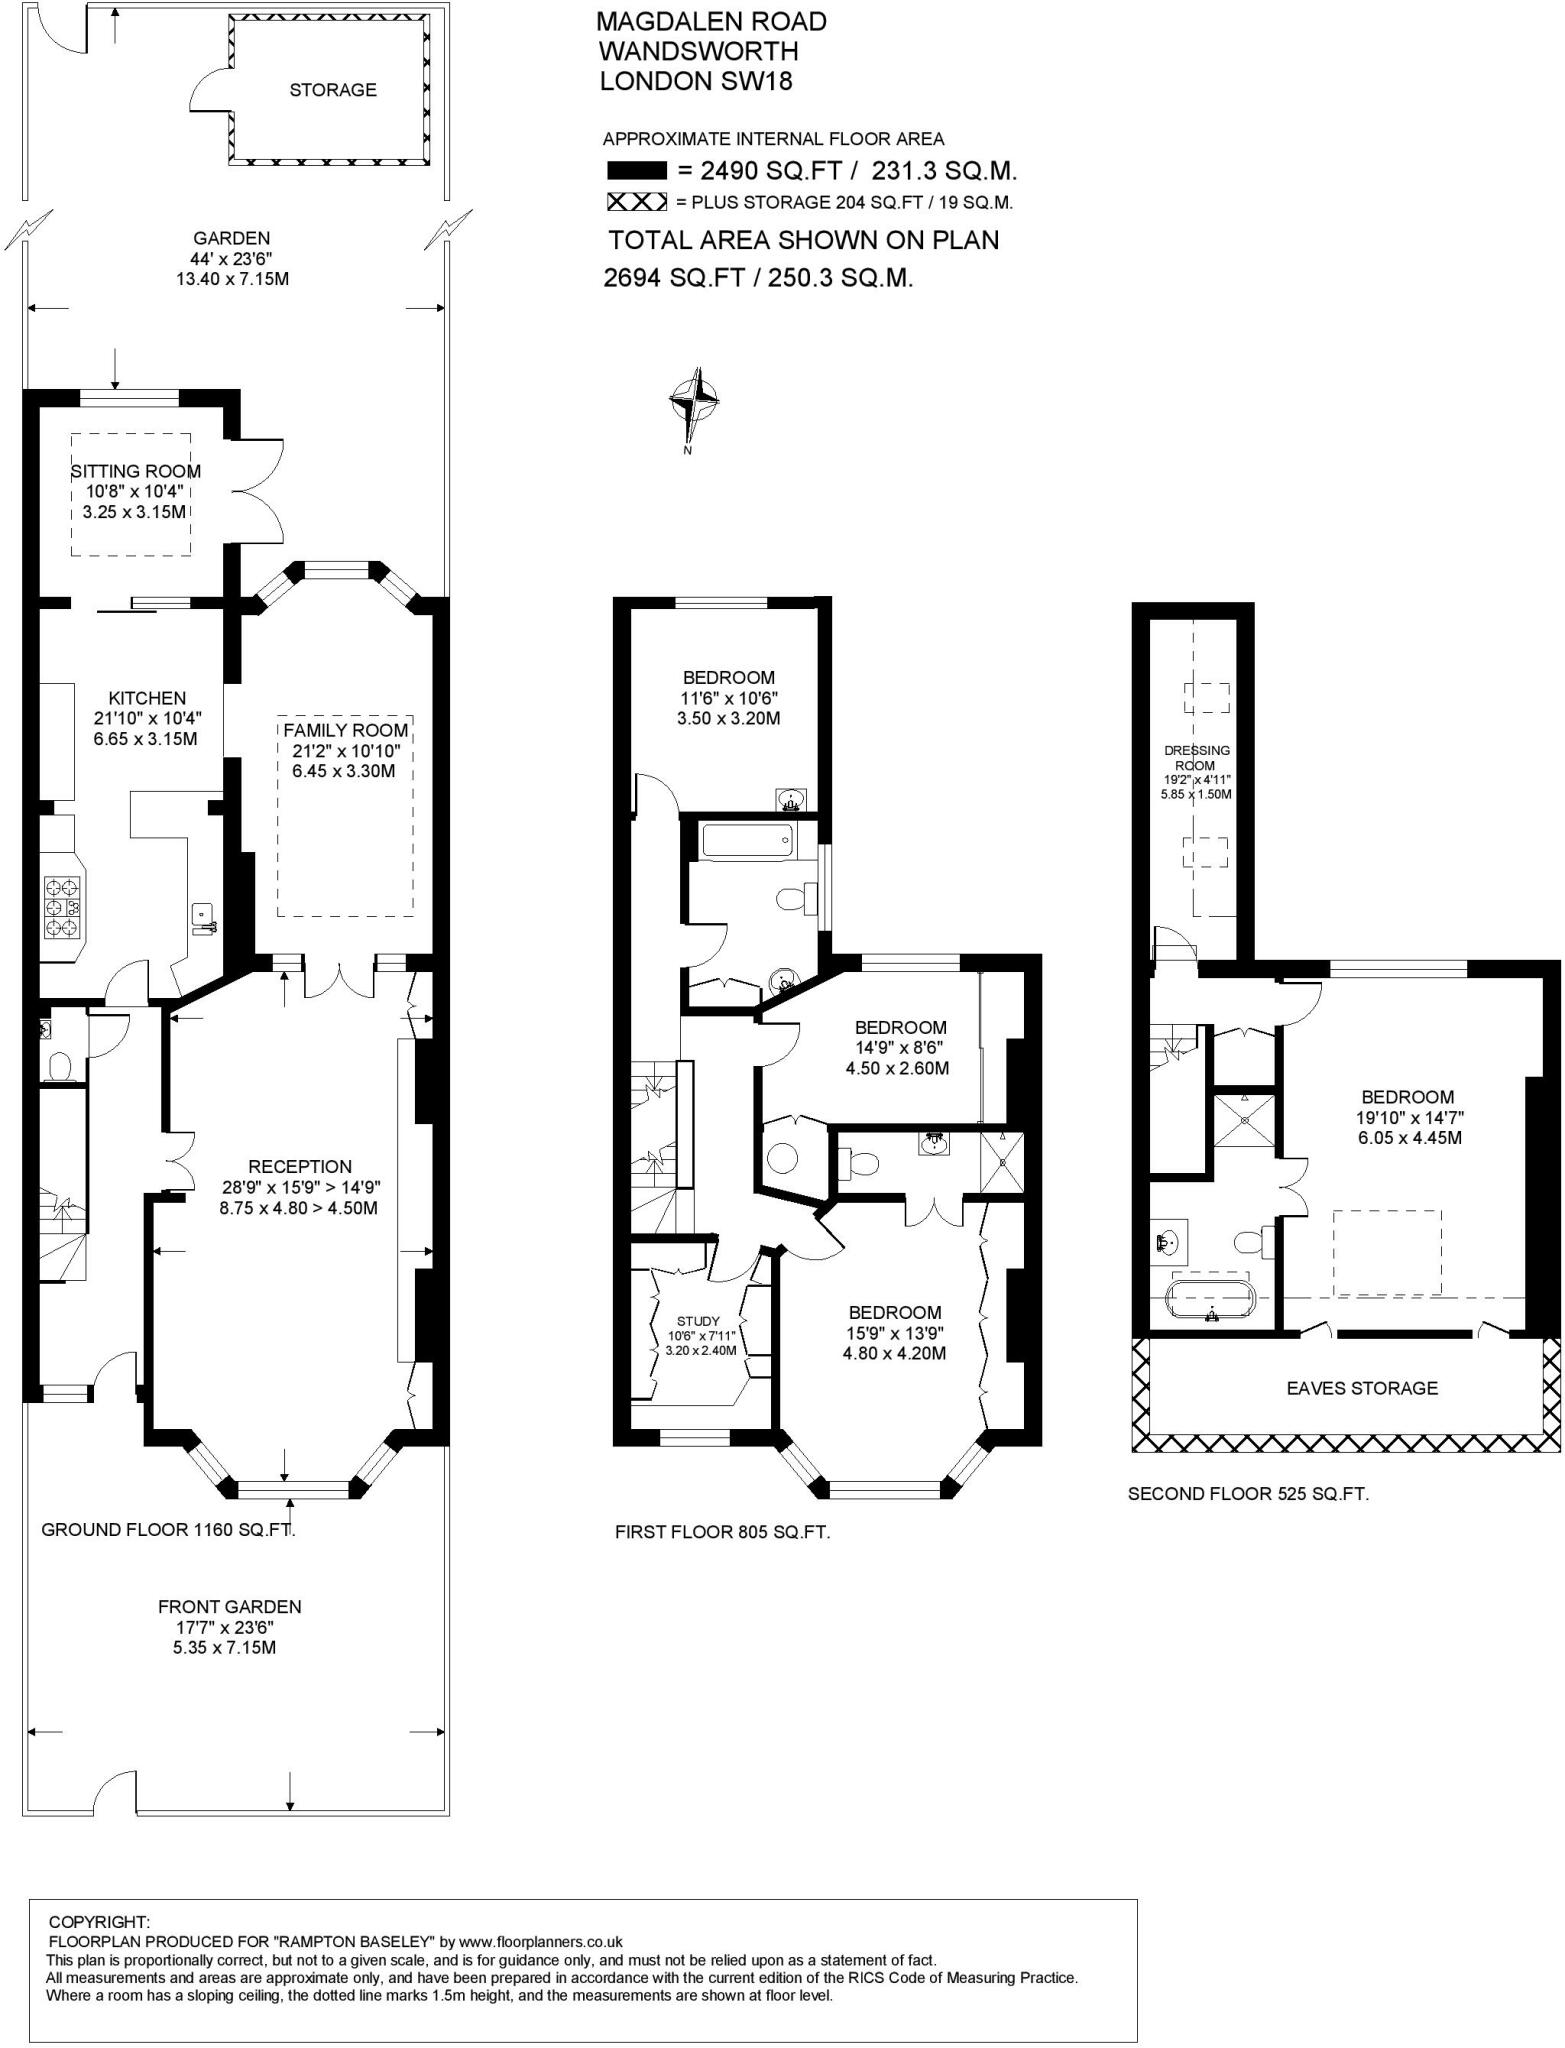 MAGDALEN ROAD
WANDSWORTH
LONDON SW18
APPROXIMATE INTERNAL FLOOR AREA
= 2490 SQ.FT / 231.3 SQ.M.
= PLUS STORAGE 204 SQ.FT / 19 SQ.M.
TOTAL AREA SHOWN ON PLAN
2694 SQ.FT / 250.3 SQ.M.
N
STORAGE
GARDEN
44' x 23'6"
13.40 x 7.15M
SITTING ROOM
10'8" x 10'4"
3.25 x 3.15M
KITCHEN
21'10" x 10'4"
6.65 x 3.15M
FAMILY ROOM
21'2" x 10'10"
6.45 x 3.30M
RECEPTION
28'9" x 15'9" > 14'9"
8.75 x 4.80 > 4.50M
GROUND FLOOR 1160 SQ.FT.
FRONT GARDEN
17'7" x 23'6"
5.35 x 7.15M
BEDROOM
11'6" x 10'6"
3.50 x 3.20M
BEDROOM
14'9" x 8'6"
4.50 x 2.60M
BEDROOM
15'9" x 13'9"
4.80 x 4.20M
STUDY
10'6" x 7'11"
3.20 x 2.40M
FIRST FLOOR 805 SQ.FT.
DRESSING
ROOM
19'2" x 4'11"
5.85 x 1.50M
BEDROOM
19'10" x 14'7"
6.05 x 4.45M
EAVES STORAGE
SECOND FLOOR 525 SQ.FT.
COPYRIGHT:
FLOORPLAN PRODUCED FOR "RAMPTON BASELEY" by www.floorplanners.co.uk
This plan is proportionally correct, but not to a given scale, and is for guidance only, and must not be relied upon as a statement of fact.
All measurements and areas are approximate only, and have been prepared in accordance with the current edition of the RICS Code of Measuring Practice.
Where a room has a sloping ceiling, the dotted line marks 1.5m height, and the measurements are shown at floor level.